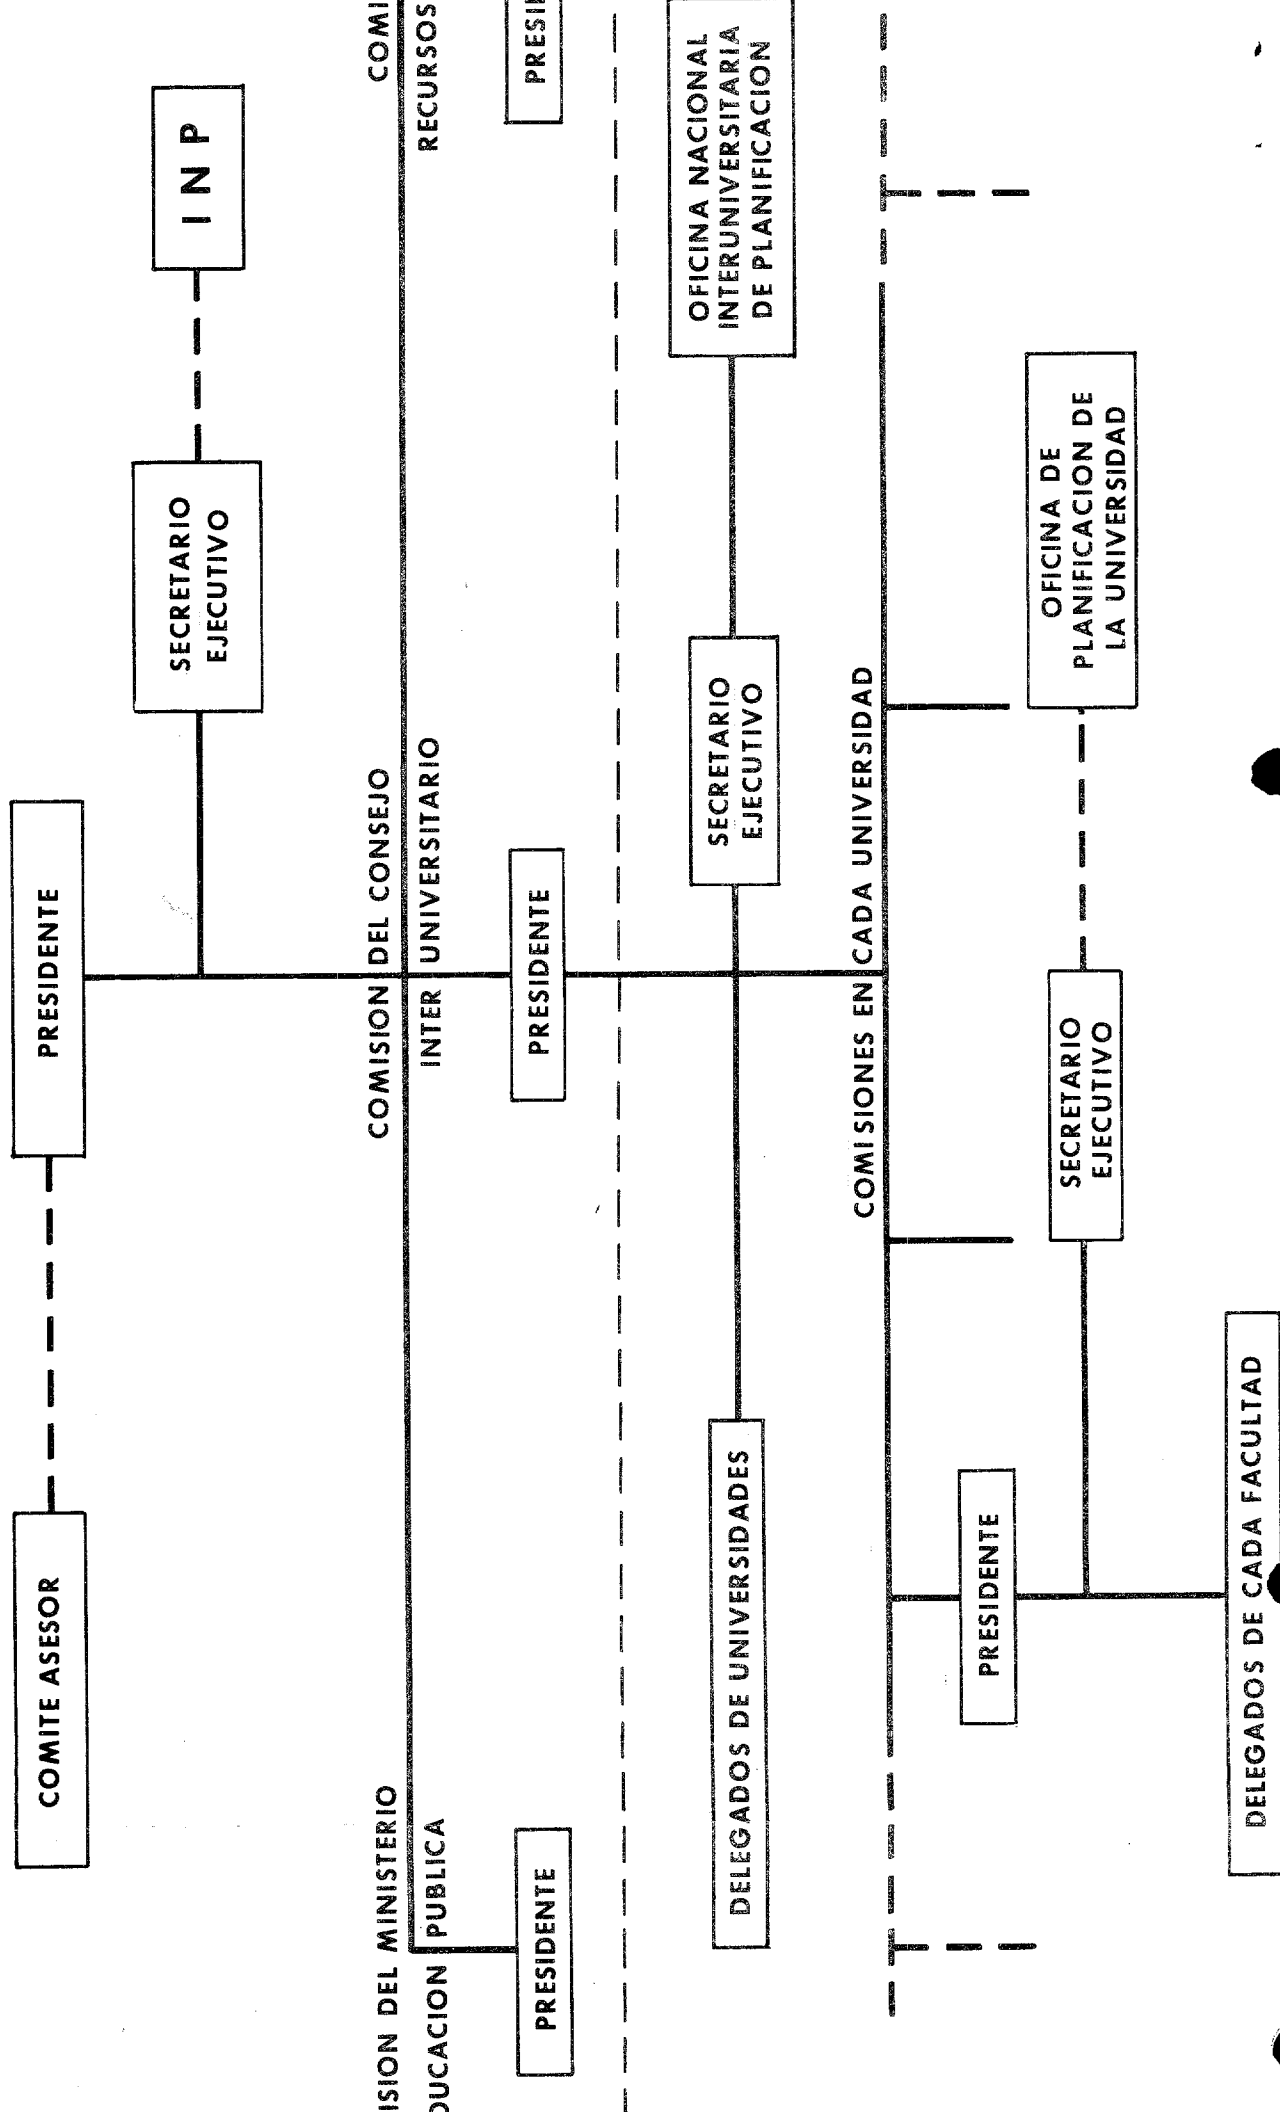 PRESIDENTE
COMITE ASESOR
SECRETARIO
EJECUTIVO
I N P
ISION DEL MINISTERIO
DUCACION PUBLICA
COMISION DEL CONSEJO
INTER UNIVERSITARIO
COMI
RECURSOS
PRESIDENTE
PRESIDENTE
PRESI
DELEGADOS DE UNIVERSIDADES
SECRETARIO
EJECUTIVO
OFICINA NACIONAL
INTERUNIVERSITARIA
DE PLANIFICACION
COMISIONES EN CADA UNIVERSIDAD
PRESIDENTE
SECRETARIO
EJECUTIVO
OFICINA DE
PLANIFICACION DE
LA UNIVERSIDAD
DELEGADOS DE CADA FACULTAD